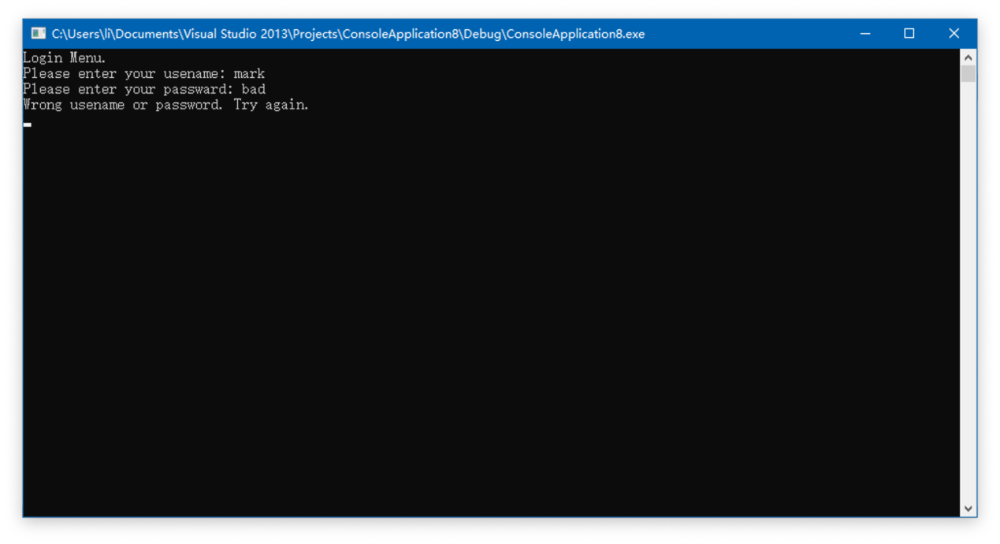 C:\Users\li\Documents\Visual Studio 2013\Projects\ConsoleApplication8\Debug\ConsoleApplication8.exe
Login Menu.
Please enter your usename: mark
Please enter your passward: bad
Wrong usename or password. Try again.